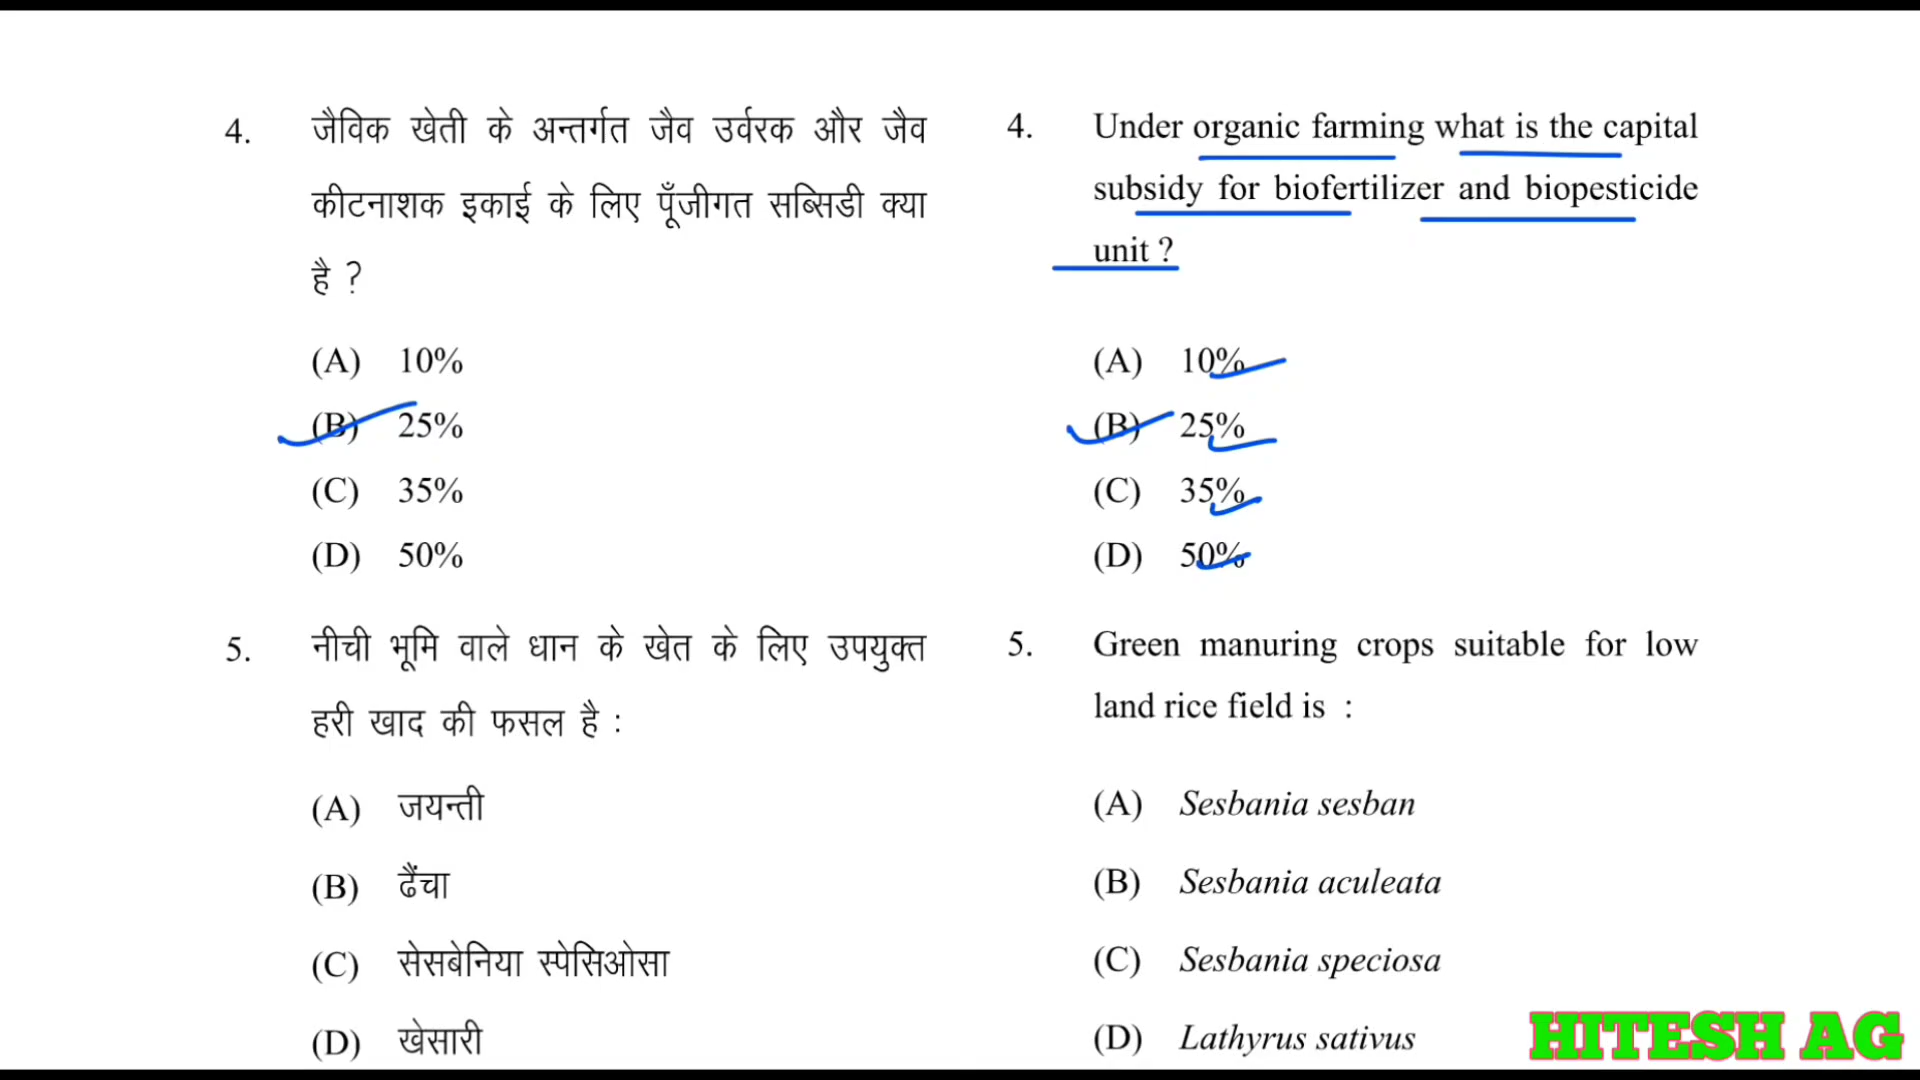 4. जैविक खेती के अन्तर्गत जैव उर्वरक और जैव
कीटनाशक इकाई के लिए पूँजीगत सब्सिडी क्या
है ?
(A) 10%
(B) 25%
(C) 35%
(D) 50%
5. नीची भूमि वाले धान के खेत के लिए उपयुक्त
हरी खाद की फसल है :
(A) जयन्ती
(B) ढैंचा
(C) सेसबेनिया स्पेसिओसा
(D) खेसारी
4. Under organic farming what is the capital
subsidy for biofertilizer and biopesticide
unit ?
(A) 10%
(B) 25%
(C) 35%
(D) 50%
5. Green manuring crops suitable for low
land rice field is :
(A) Sesbania sesban
(B) Sesbania aculeata
(C) Sesbania speciosa
(D) Lathyrus sativus
HITESH AG